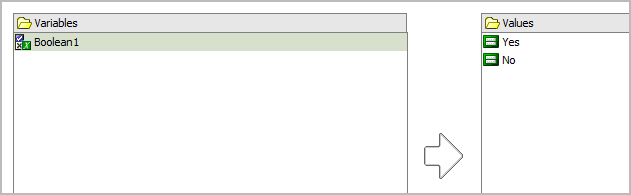 Variables
Boolean1
Values
Yes
No